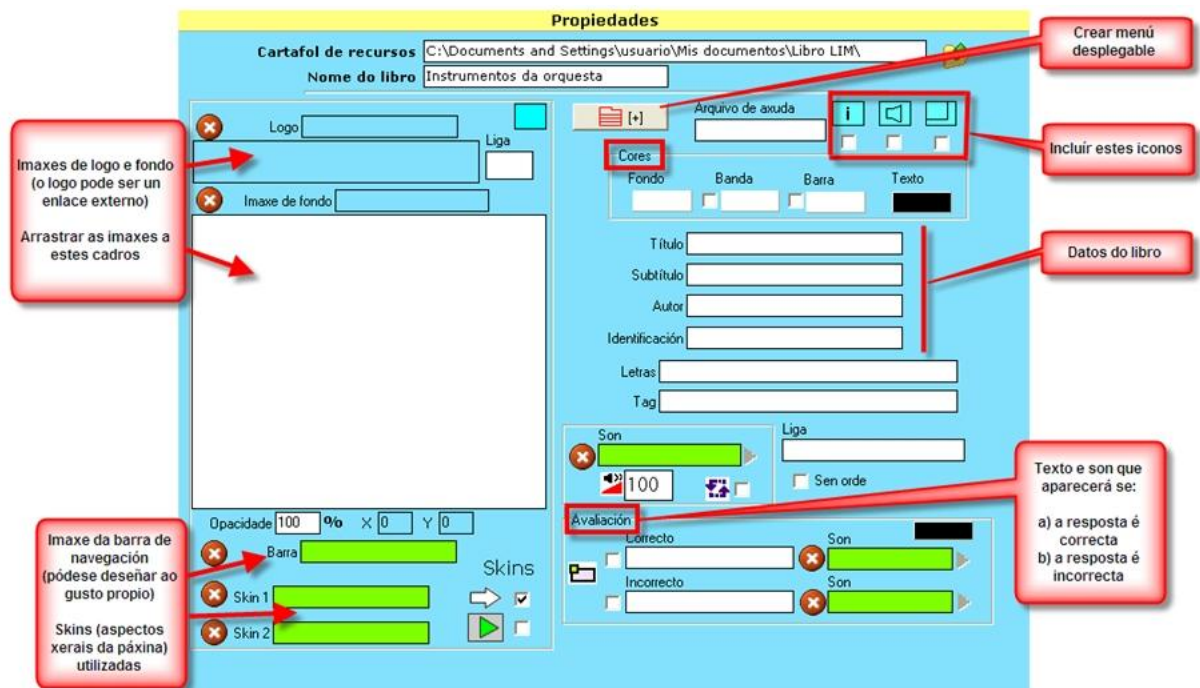 Propiedades
Cartafol de recursos C:\Documents and Settings\usuario\Mis documentos\Libro LIM\
Nome do libro Instrumentos da orquesta
Crear menú
desplegable
Imaxes de logo e fondo
(o logo pode ser un
enlace externo)
Arrastrar as imaxes a
estes cadros
Logo
Liga
Imaxe de fondo
[+]
Arquivo de axuda
i
Incluír estes iconos
Cores
Fondo Banda Barra Texto
Título
Subtítulo
Autor
Identificación
Datos do libro
Letras
Tag
Son
100
Liga
Sen orde
Texto e son que
aparecerá se:
a) a resposta é
correcta
b) a resposta é
incorrecta
Avaliación
Correcto Son
Incorrecto Son
Opacidade 100 % X 0 Y 0
Barra
Skins
Skin 1
Skin 2
Imaxe da barra de
navegación
(pódese deseñar ao
gusto propio)
Skins (aspectos
xerais da páxina)
utilizadas